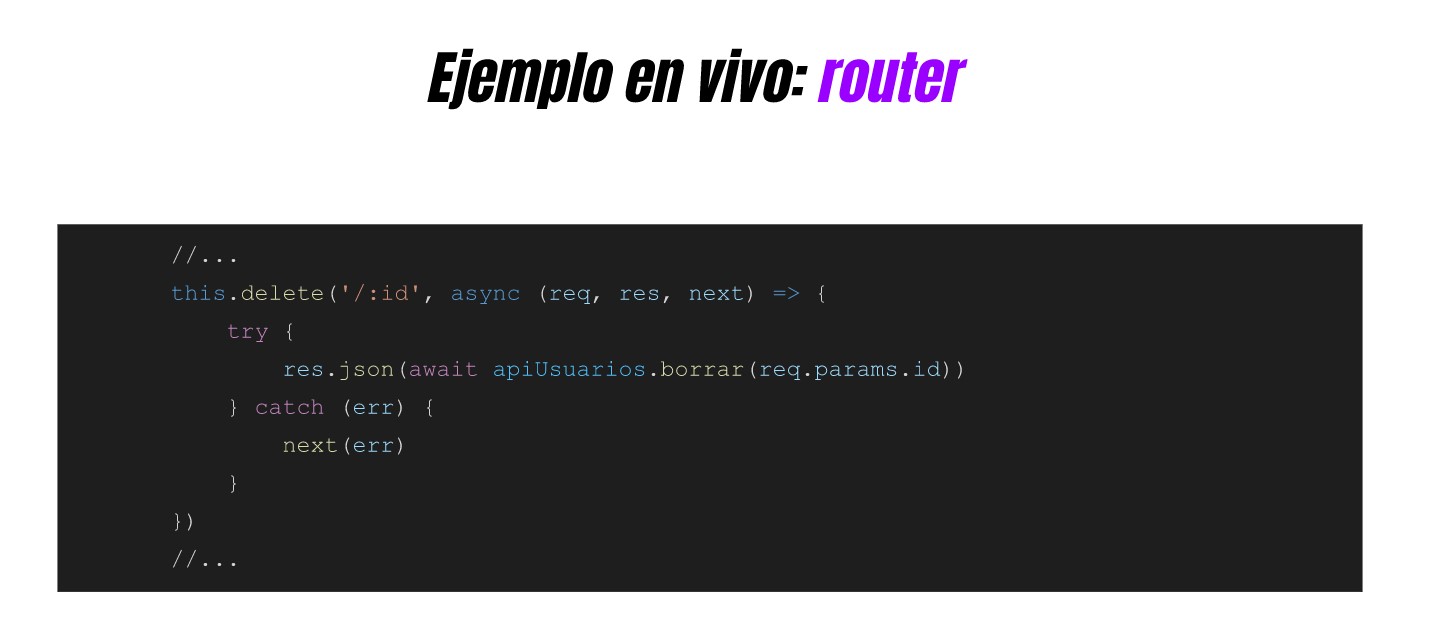 Ejemplo en vivo: router
//...
this.delete('/:id', async (req, res, next) => {
    try {
        res.json(await apiUsuarios.borrar(req.params.id))
    } catch (err) {
        next(err)
    }
})
//...